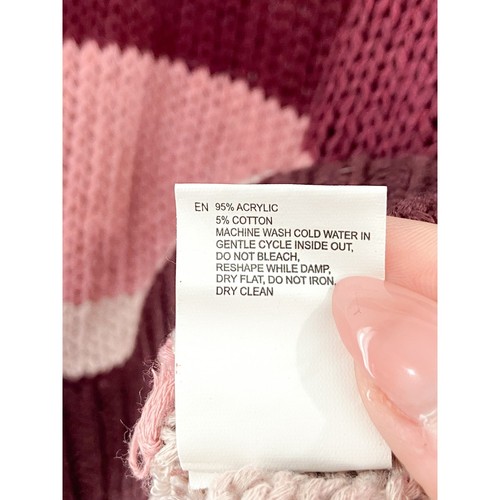 EN 95% ACRYLIC
5% COTTON
MACHINE WASH COLD WATER IN
GENTLE CYCLE INSIDE OUT,
DO NOT BLEACH,
RESHAPE WHILE DAMP,
DRY FLAT, DO NOT IRON,
DRY CLEAN